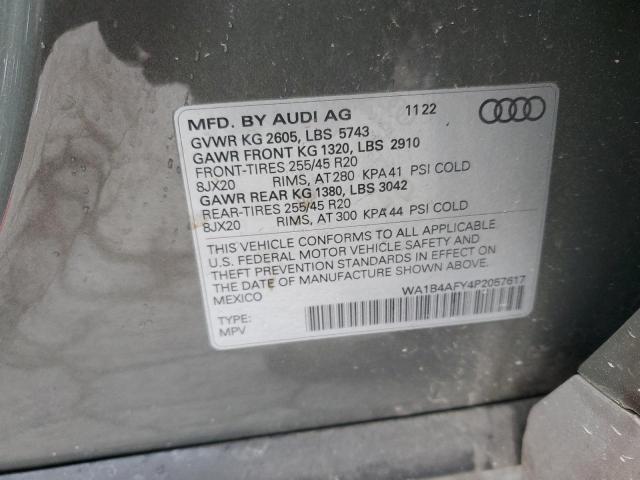 MFD. BY AUDI AG 11 22
GVWR KG 2605, LBS 5743
GAWR FRONT KG 1320, LBS 2910
FRONT-TIRES 255/45 R20
8JX20 RIMS, AT 280 KPA 41 PSI COLD
GAWR REAR KG 1380, LBS 3042
REAR-TIRES 255/45 R20
8JX20 RIMS, AT 300 KPA 44 PSI COLD
THIS VEHICLE CONFORMS TO ALL APPLICABLE
U.S. FEDERAL MOTOR VEHICLE SAFETY AND
THEFT PREVENTION STANDARDS IN EFFECT ON
THE DATE OF MANUFACTURE SHOWN ABOVE.
MEXICO
WA1B4AFY4P2057617
TYPE:
MPV